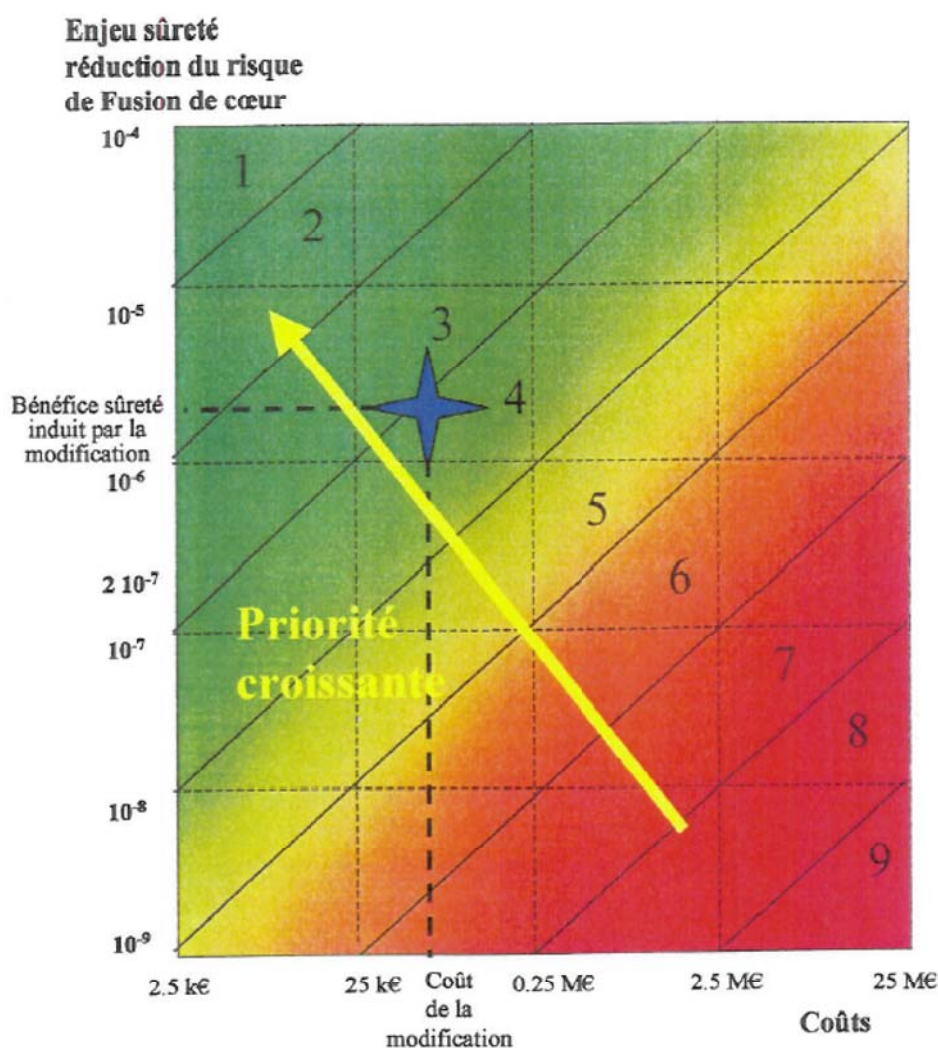 Enjeu sûreté
réduction du risque
de Fusion de cœur
10⁻⁴
1
2
10⁻⁵
3
Bénéfice sûreté
induit par la
modification
4
10⁻⁶
5
2 10⁻⁷
6
Priorité
croissante
10⁻⁷
7
8
10⁻⁸
9
10⁻⁹
2.5 k€
25 k€
Coût
de la
modification
0.25 M€
2.5 M€
25 M€
Coûts